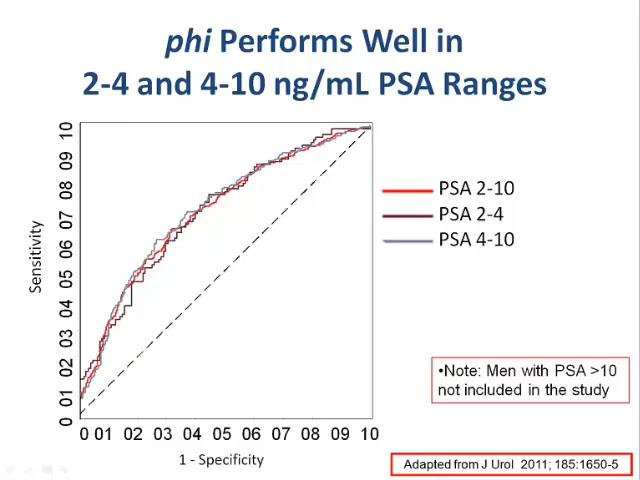 phi Performs Well in
2-4 and 4-10 ng/mL PSA Ranges
Sensitivity
10
09
08
07
06
05
04
03
02
01
0
0 01 02 03 04 05 06 07 08 09 10
1 - Specificity
PSA 2-10
PSA 2-4
PSA 4-10
•Note: Men with PSA >10
not included in the study
Adapted from J Urol 2011; 185:1650-5